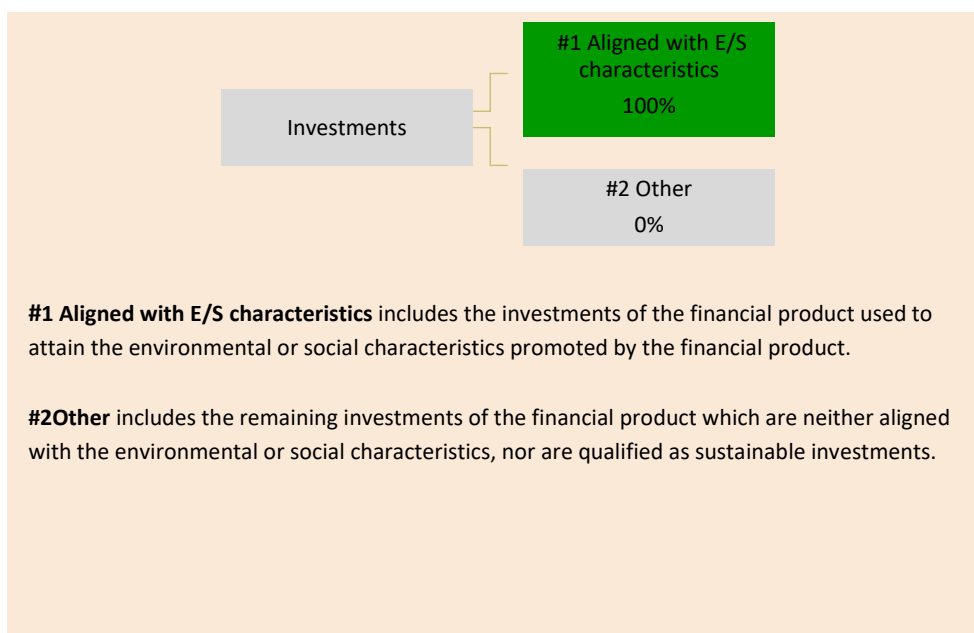 #1 Aligned with E/S
characteristics
100%
Investments
#2 Other
0%
#1 Aligned with E/S characteristics includes the investments of the financial product used to
attain the environmental or social characteristics promoted by the financial product.
#2Other includes the remaining investments of the financial product which are neither aligned
with the environmental or social characteristics, nor are qualified as sustainable investments.